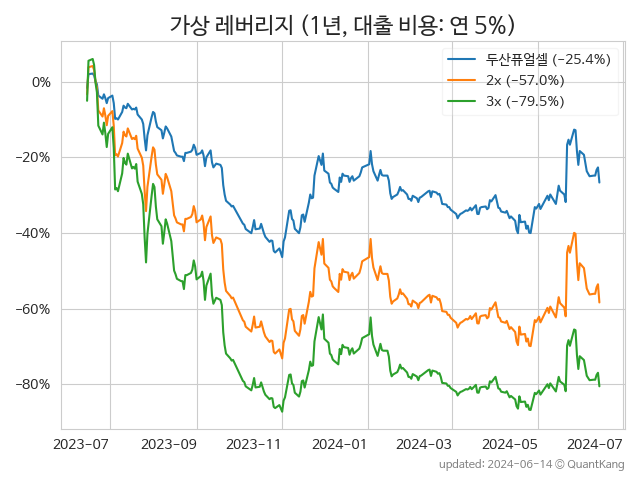 가상 레버리지 (1년, 대출 비용: 연 5%)
두산퓨얼셀 (−25.4%)
2x (−57.0%)
3x (−79.5%)
0%
−20%
−40%
−60%
−80%
2023−07 2023−09 2023−11 2024−01 2024−03 2024−05 2024−07
updated: 2024−06−14 © QuantKang